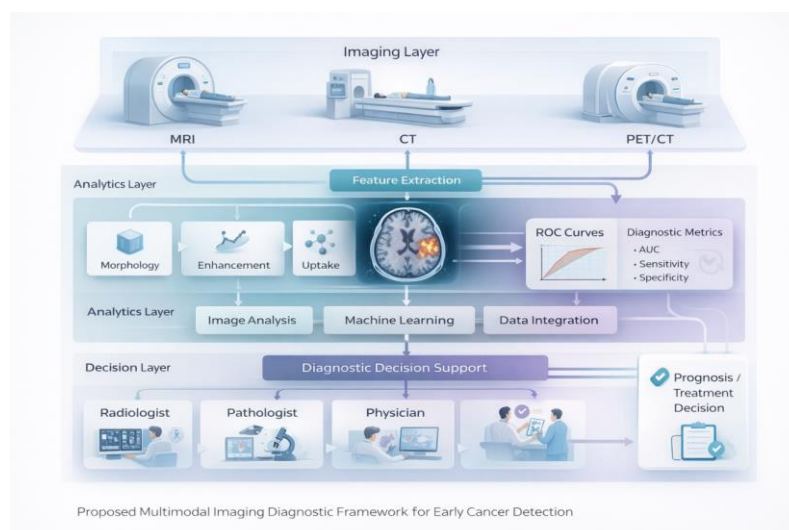 Imaging Layer
MRI
CT
PET/CT
Analytics Layer
Feature Extraction
Morphology
Enhancement
Uptake
ROC Curves
Diagnostic Metrics
• AUC
• Sensitivity
• Specificity
Analytics Layer
Image Analysis
Machine Learning
Data Integration
Decision Layer
Diagnostic Decision Support
Radiologist
Pathologist
Physician
Prognosis /
Treatment
Decision
Proposed Multimodal Imaging Diagnostic Framework for Early Cancer Detection